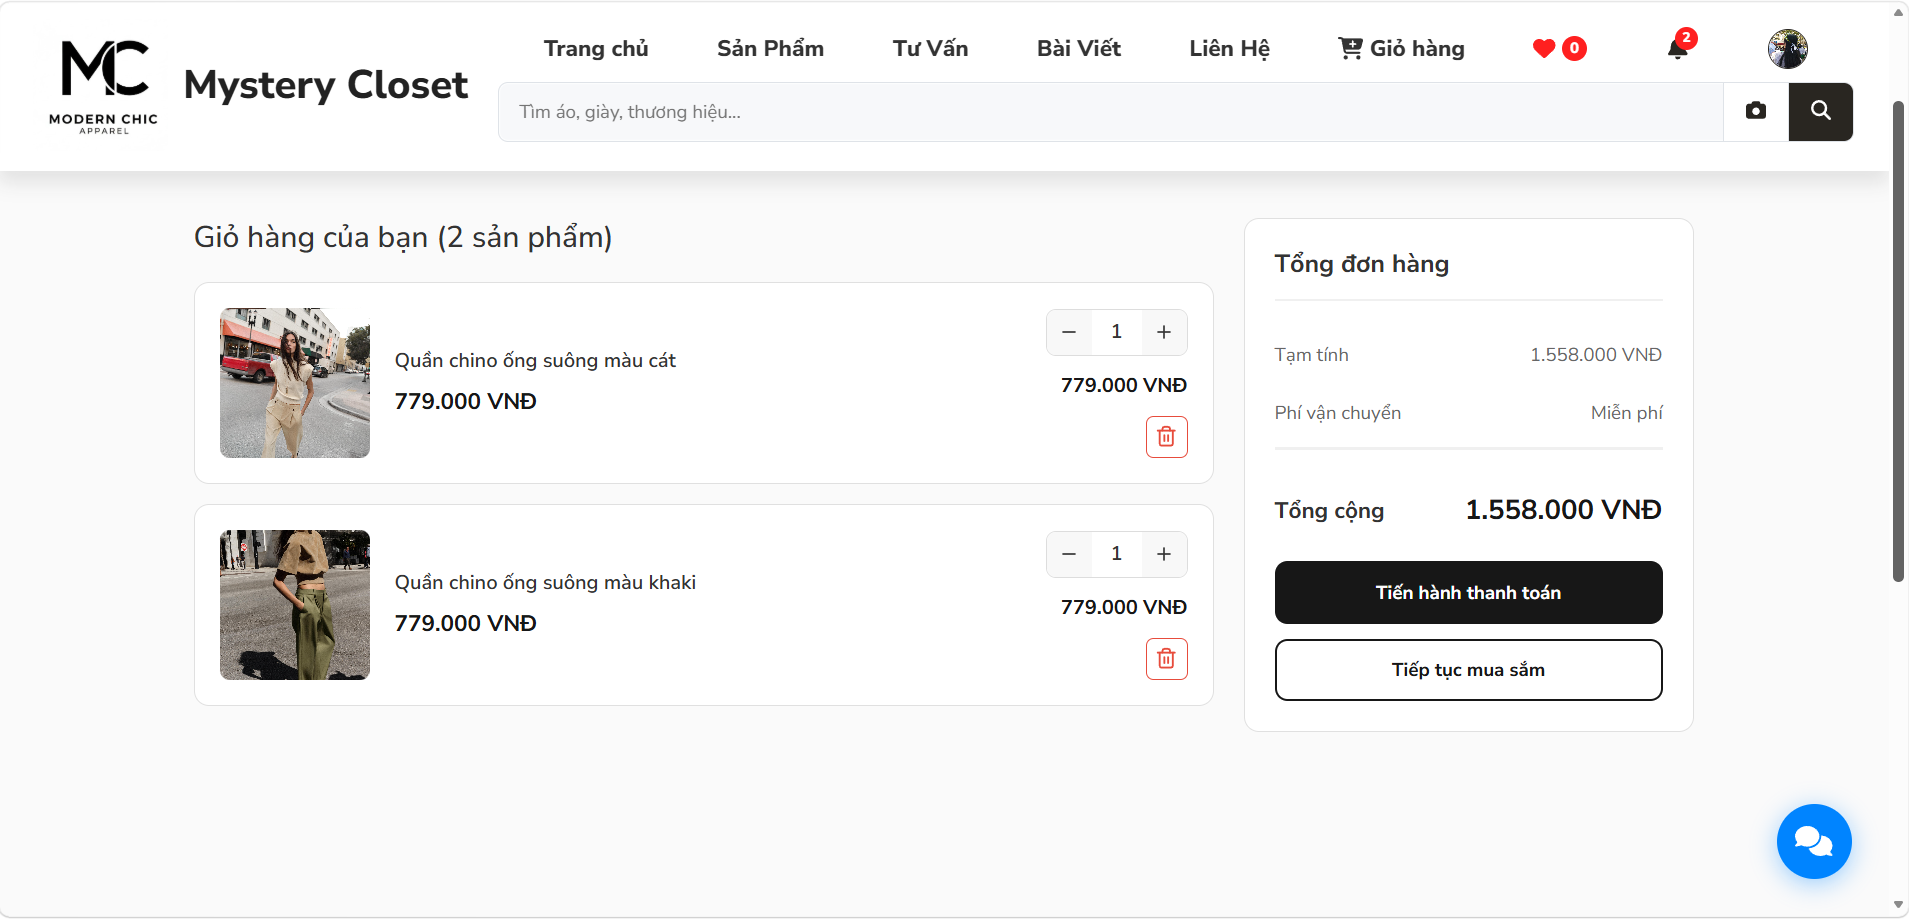 MC
MODERN CHIC
APPAREL
Mystery Closet
Trang chủ
Sản Phẩm
Tư Vấn
Bài Viết
Liên Hệ
Giỏ hàng
0
2
Tìm áo, giày, thương hiệu...
Giỏ hàng của bạn (2 sản phẩm)
Quần chino ống suông màu cát
779.000 VNĐ
1
779.000 VNĐ
Quần chino ống suông màu khaki
779.000 VNĐ
1
779.000 VNĐ
Tổng đơn hàng
Tạm tính 1.558.000 VNĐ
Phí vận chuyển Miễn phí
Tổng cộng 1.558.000 VNĐ
Tiến hành thanh toán
Tiếp tục mua sắm